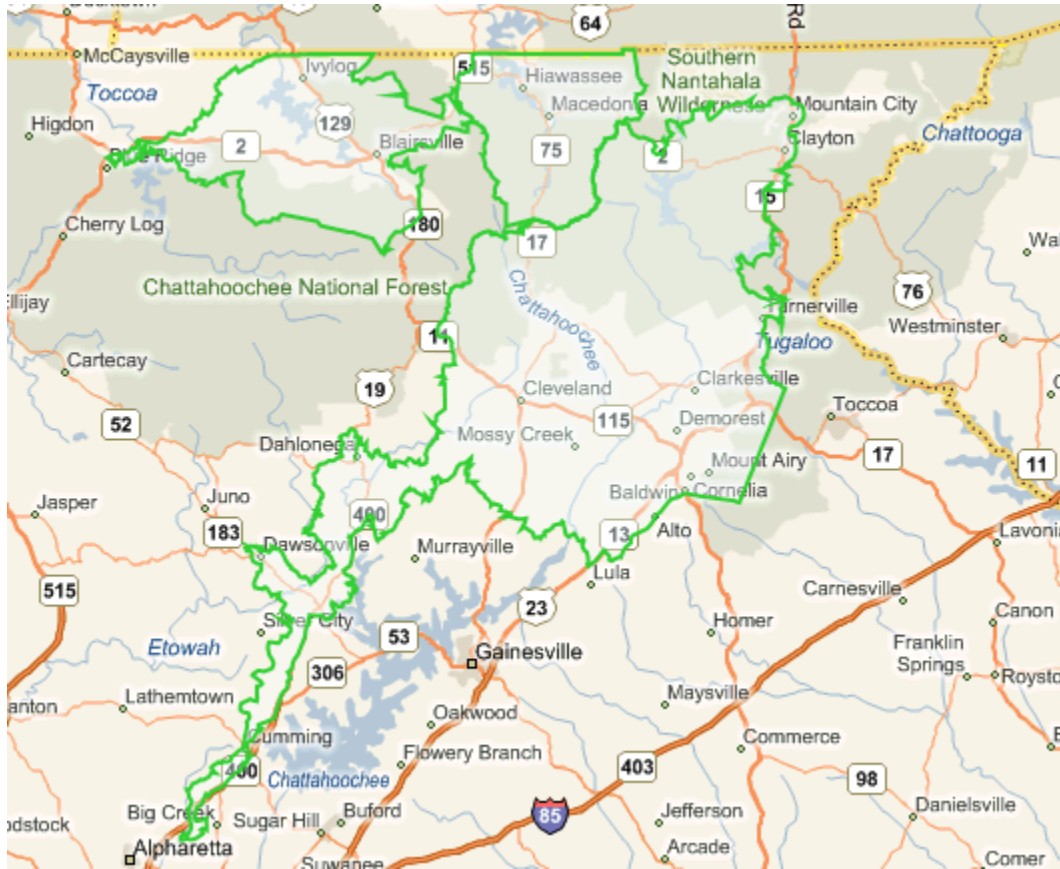 64
Rd
McCaysville
Ivylog
515
Hiawassee
Southern
Nantahala
Wilderness
Toccoa
Macedonia
Mountain City
Higdon
129
Chattooga
Clayton
2
Blairsville
75
2
Blue Ridge
15
Cherry Log
180
17
Chattahoochee National Forest
Chattahoochee
76
Ellijay
Turnerville
Westminster
11
Tugaloo
Cartecay
19
Cleveland
Clarkesville
52
115
Demorest
Toccoa
Dahlonega
Mossy Creek
17
11
Mount Airy
Juno
Baldwin
Cornelia
Jasper
400
183
13
Alto
Lavonia
Dawsonville
Murrayville
Lula
515
Carnesville
23
Canon
Silver City
53
Homer
Etowah
Gainesville
Franklin
Springs
306
Royston
Lathemtown
Maysville
anton
Oakwood
Cumming
Commerce
Flowery Branch
403
400
Chattahoochee
98
Big Creek
Buford
85
Jefferson
Danielsville
odstock
Sugar Hill
Alpharetta
Arcade
Suwanee
Comer